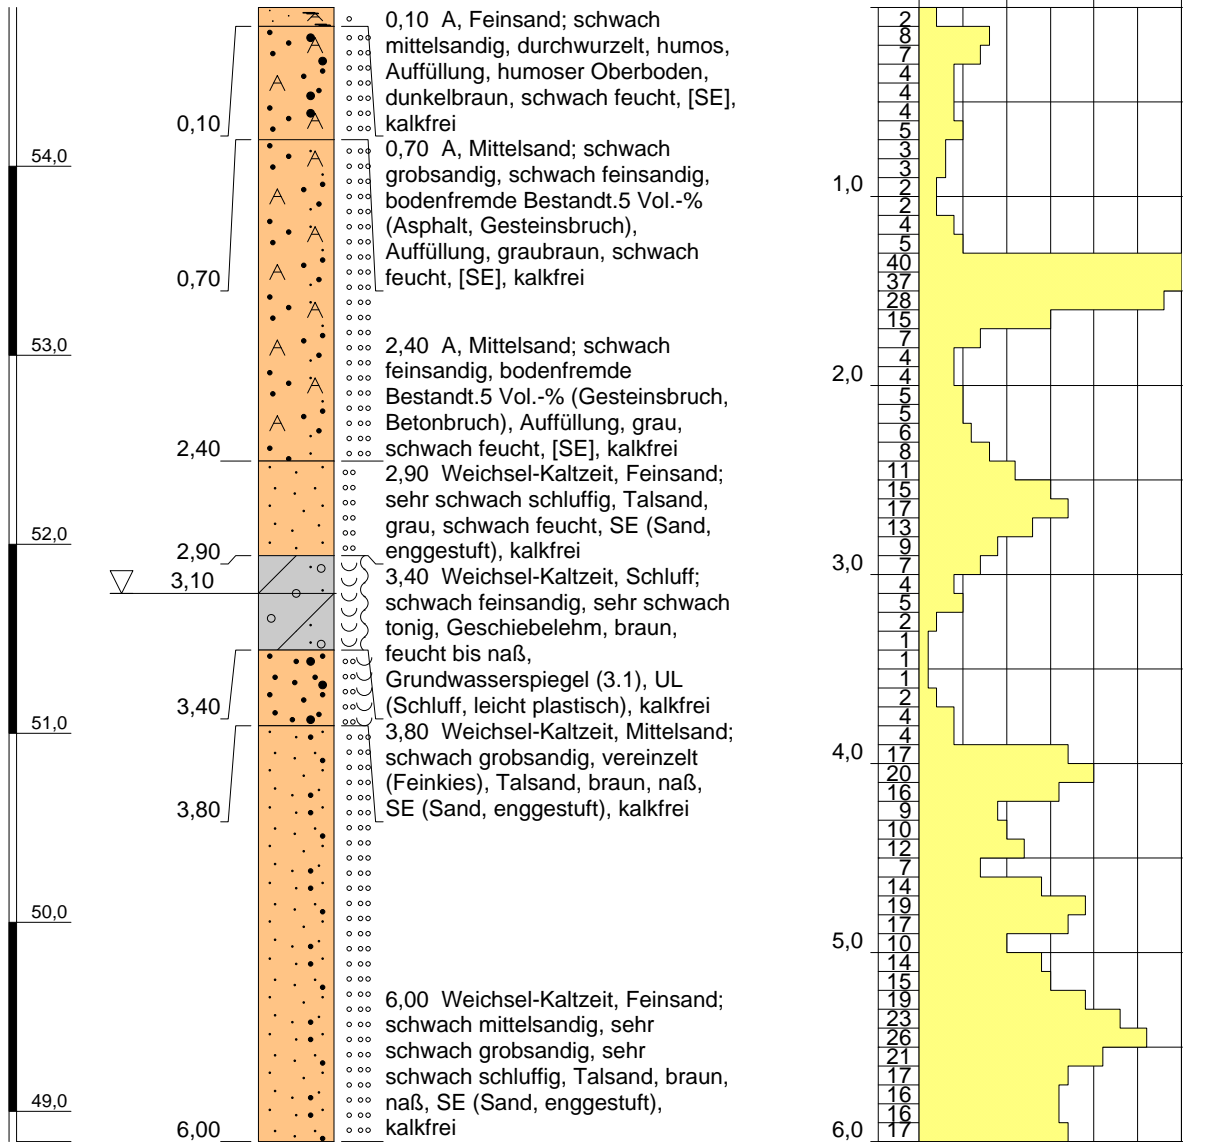 54,0
53,0
52,0
51,0
50,0
49,0
0,10
0,70
2,40
2,90
3,10
3,40
3,80
6,00
0,10 A, Feinsand; schwach
mittelsandig, durchwurzelt, humos,
Auffüllung, humoser Oberboden,
dunkelbraun, schwach feucht, [SE],
kalkfrei
0,70 A, Mittelsand; schwach
grobsandig, schwach feinsandig,
bodenfremde Bestandt.5 Vol.-%
(Asphalt, Gesteinsbruch),
Auffüllung, graubraun, schwach
feucht, [SE], kalkfrei
2,40 A, Mittelsand; schwach
feinsandig, bodenfremde
Bestandt.5 Vol.-% (Gesteinsbruch,
Betonbruch), Auffüllung, grau,
schwach feucht, [SE], kalkfrei
2,90 Weichsel-Kaltzeit, Feinsand;
sehr schwach schluffig, Talsand,
grau, schwach feucht, SE (Sand,
enggestuft), kalkfrei
3,40 Weichsel-Kaltzeit, Schluff;
schwach feinsandig, sehr schwach
tonig, Geschiebelehm, braun,
feucht bis naß,
Grundwasserspiegel (3.1), UL
(Schluff, leicht plastisch), kalkfrei
3,80 Weichsel-Kaltzeit, Mittelsand;
schwach grobsandig, vereinzelt
(Feinkies), Talsand, braun, naß,
SE (Sand, enggestuft), kalkfrei
6,00 Weichsel-Kaltzeit, Feinsand;
schwach mittelsandig, sehr
schwach grobsandig, sehr
schwach schluffig, Talsand, braun,
naß, SE (Sand, enggestuft),
kalkfrei
1,0
2,0
3,0
4,0
5,0
6,0
2
8
7
4
4
4
5
3
3
2
2
4
5
40
37
28
15
7
4
4
5
5
6
8
11
15
17
13
9
7
4
5
2
1
1
1
2
4
4
17
20
16
9
10
12
7
14
19
17
10
14
15
19
23
26
21
17
16
16
17